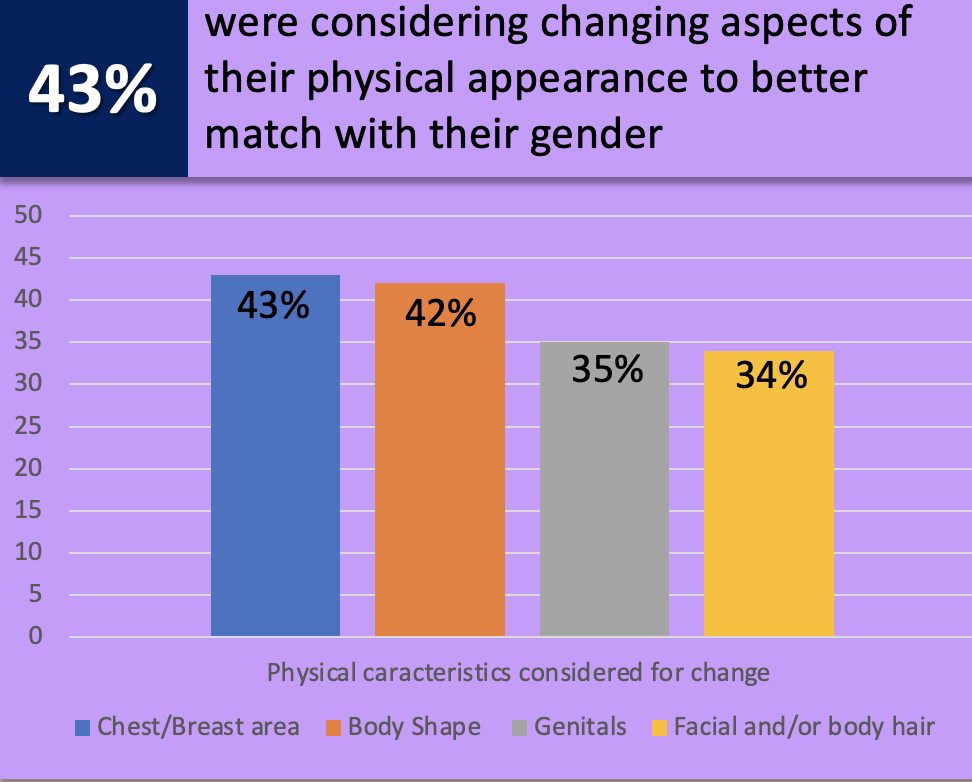 43%
were considering changing aspects of
their physical appearance to better
match with their gender
50
45
40
35
30
25
20
15
10
5
0
43%
42%
35%
34%
Physical caracteristics considered for change
Chest/Breast area
Body Shape
Genitals
Facial and/or body hair